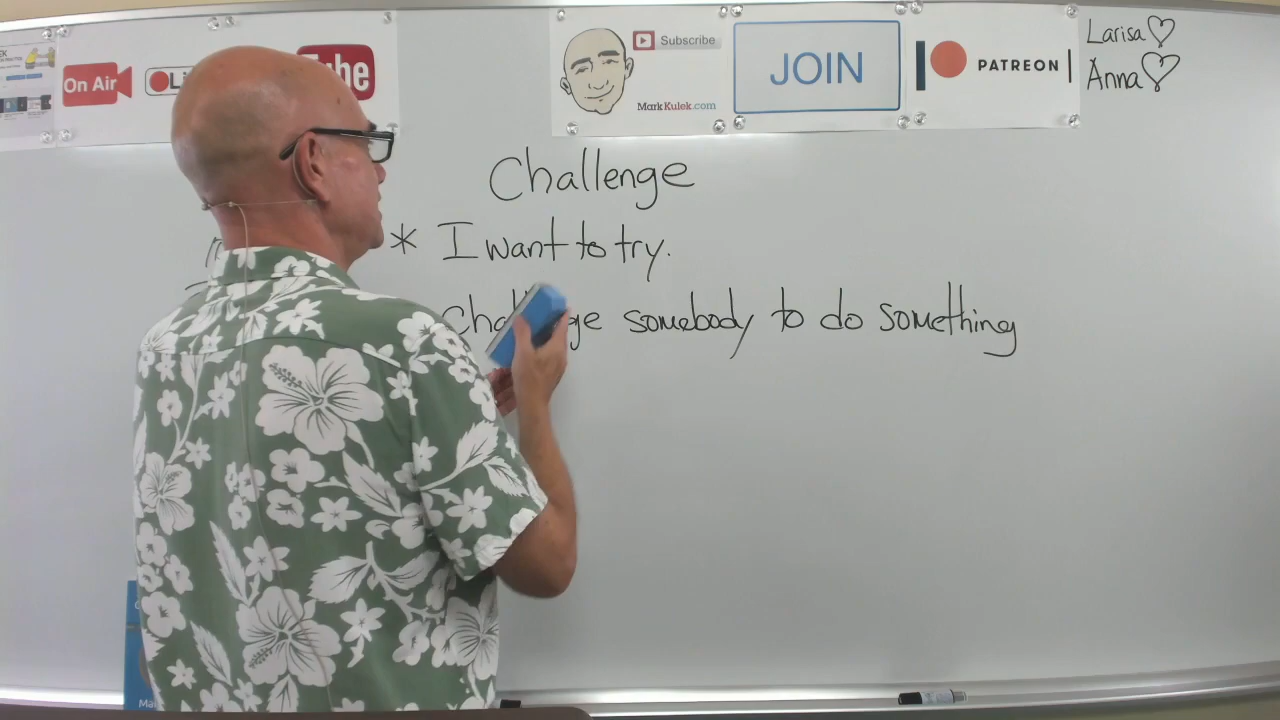 On Air
Subscribe
MarkKulek.com
JOIN
PATREON
Larisa
Anna
Challenge
* I want to try.
somebody to do something